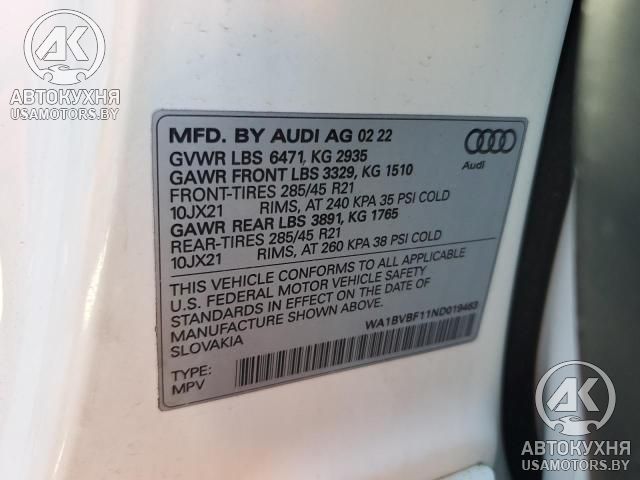 АК
АВТОКУХНЯ
USAMOTORS.BY
MFD. BY AUDI AG 02 22
GVWR LBS 6471, KG 2935
GAWR FRONT LBS 3329, KG 1510
FRONT-TIRES 285/45 R21
10JX21 RIMS, AT 240 KPA 35 PSI COLD
GAWR REAR LBS 3891, KG 1765
REAR-TIRES 285/45 R21
10JX21 RIMS, AT 260 KPA 38 PSI COLD
THIS VEHICLE CONFORMS TO ALL APPLICABLE
U.S. FEDERAL MOTOR VEHICLE SAFETY
STANDARDS IN EFFECT ON THE DATE OF
MANUFACTURE SHOWN ABOVE
SLOVAKIA
Audi
WA1BVBF11ND019463
TYPE:
MPV
АК
АВТОКУХНЯ
USAMOTORS.BY